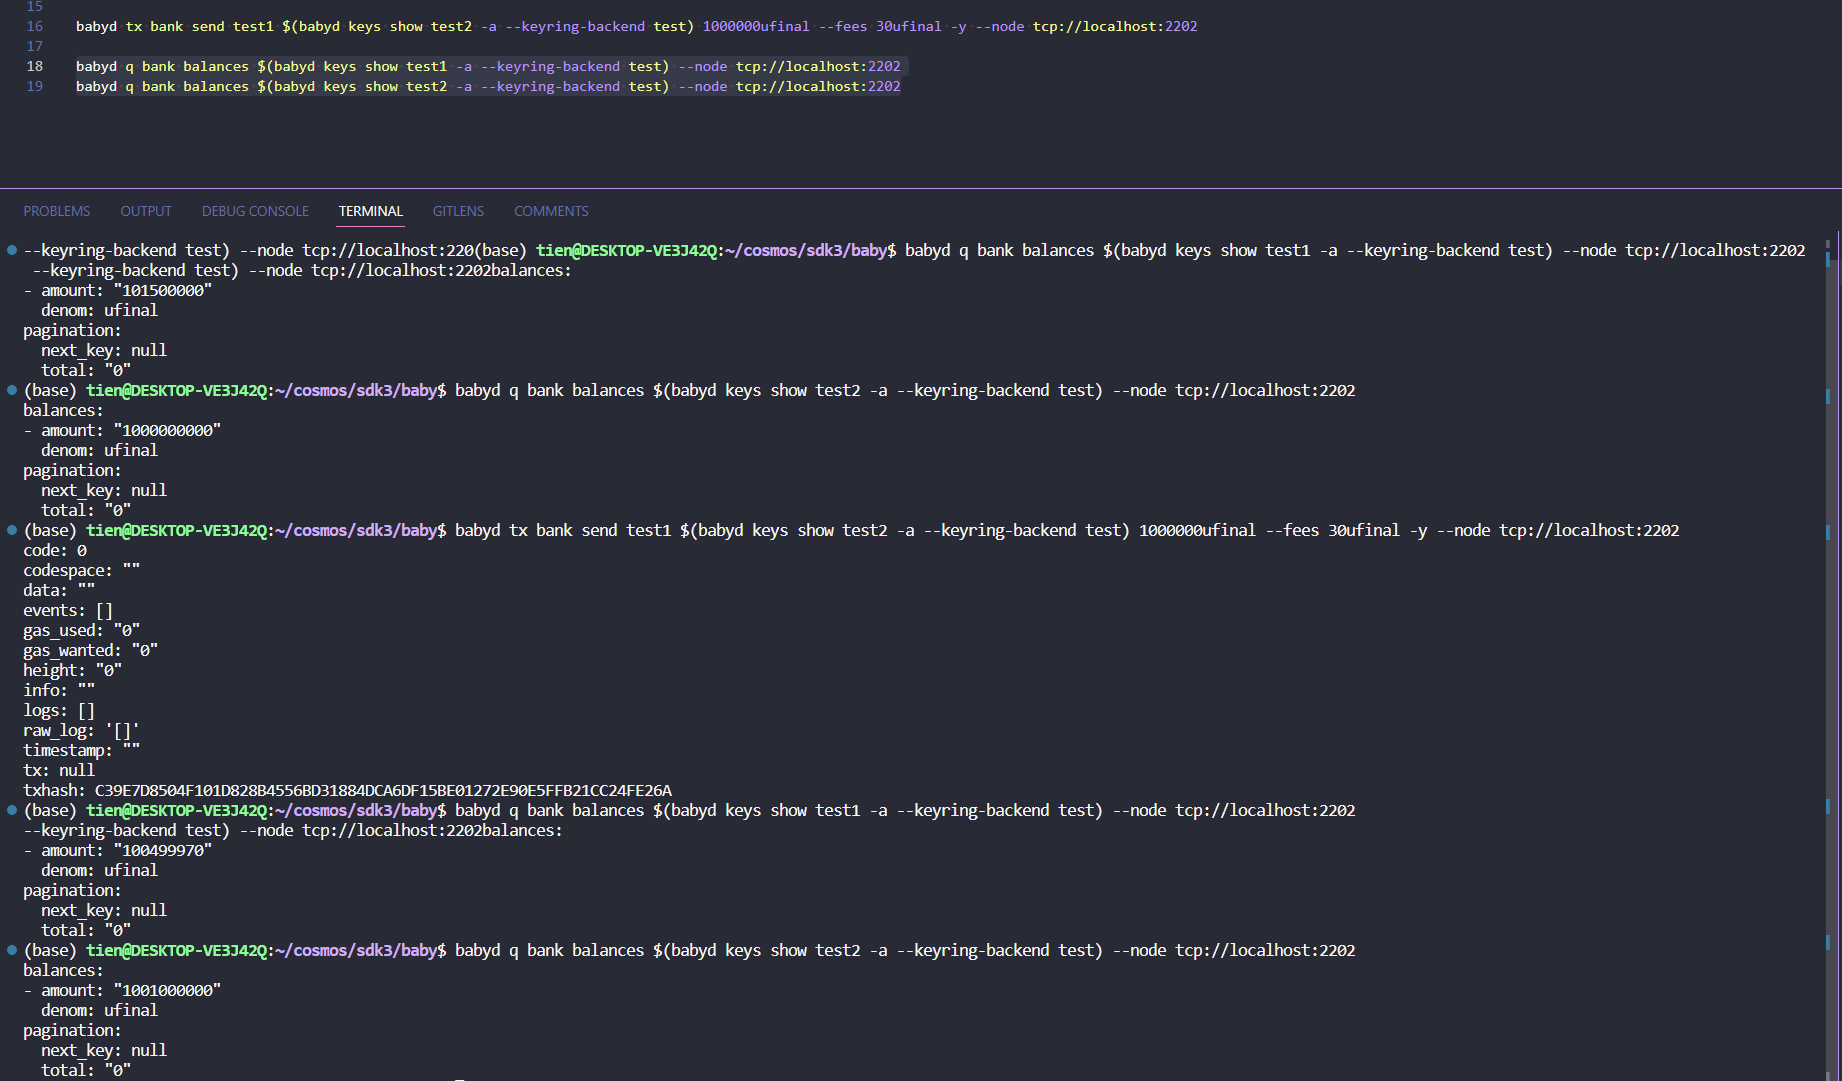 15
16 babyd tx bank send test1 $(babyd keys show test2 -a --keyring-backend test) 1000000ufinal --fees 30ufinal -y --node tcp://localhost:2202
17
18 babyd q bank balances $(babyd keys show test1 -a --keyring-backend test) --node tcp://localhost:2202
19 babyd q bank balances $(babyd keys show test2 -a --keyring-backend test) --node tcp://localhost:2202
PROBLEMS OUTPUT DEBUG CONSOLE TERMINAL GITLENS COMMENTS
--keyring-backend test) --node tcp://localhost:220(base) tien@DESKTOP-VE3J42Q:~/cosmos/sdk3/baby$ babyd q bank balances $(babyd keys show test1 -a --keyring-backend test) --node tcp://localhost:2202
 --keyring-backend test) --node tcp://localhost:2202balances:
- amount: "101500000"
  denom: ufinal
pagination:
  next_key: null
  total: "0"
(base) tien@DESKTOP-VE3J42Q:~/cosmos/sdk3/baby$ babyd q bank balances $(babyd keys show test2 -a --keyring-backend test) --node tcp://localhost:2202
balances:
- amount: "1000000000"
  denom: ufinal
pagination:
  next_key: null
  total: "0"
(base) tien@DESKTOP-VE3J42Q:~/cosmos/sdk3/baby$ babyd tx bank send test1 $(babyd keys show test2 -a --keyring-backend test) 1000000ufinal --fees 30ufinal -y --node tcp://localhost:2202
code: 0
codespace: ""
data: ""
events: []
gas_used: "0"
gas_wanted: "0"
height: "0"
info: ""
logs: []
raw_log: '[]'
timestamp: ""
tx: null
txhash: C39E7D8504F101D828B4556BD31884DCA6DF15BE01272E90E5FFB21CC24FE26A
(base) tien@DESKTOP-VE3J42Q:~/cosmos/sdk3/baby$ babyd q bank balances $(babyd keys show test1 -a --keyring-backend test) --node tcp://localhost:2202
--keyring-backend test) --node tcp://localhost:2202balances:
- amount: "100499970"
  denom: ufinal
pagination:
  next_key: null
  total: "0"
(base) tien@DESKTOP-VE3J42Q:~/cosmos/sdk3/baby$ babyd q bank balances $(babyd keys show test2 -a --keyring-backend test) --node tcp://localhost:2202
balances:
- amount: "1001000000"
  denom: ufinal
pagination:
  next_key: null
  total: "0"